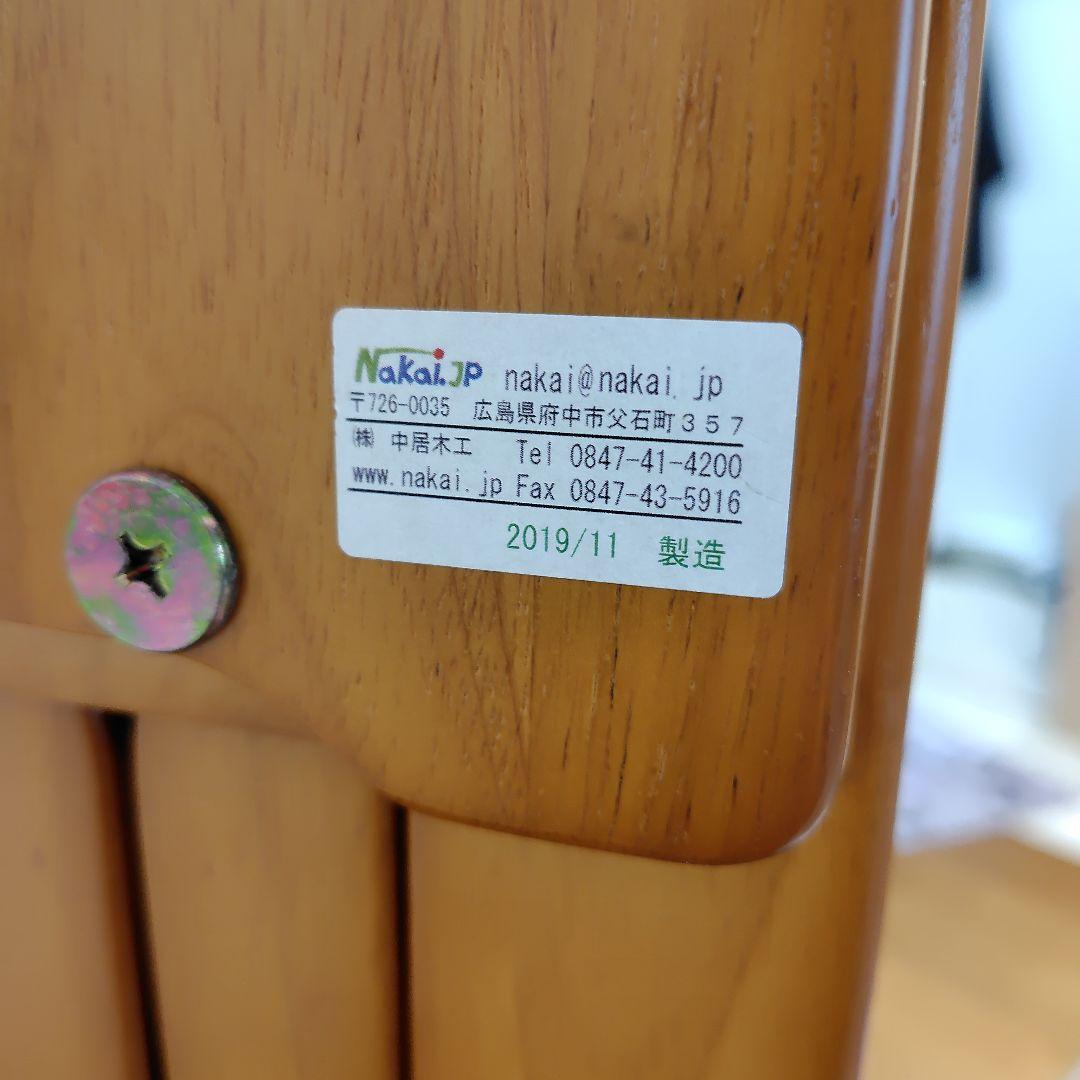 Nakai.JP nakai@nakai.jp
〒726-0035 広島県府中市父石町３５７
㈱ 中居木工 Tel 0847-41-4200
www.nakai.jp Fax 0847-43-5916
2019/11 製造